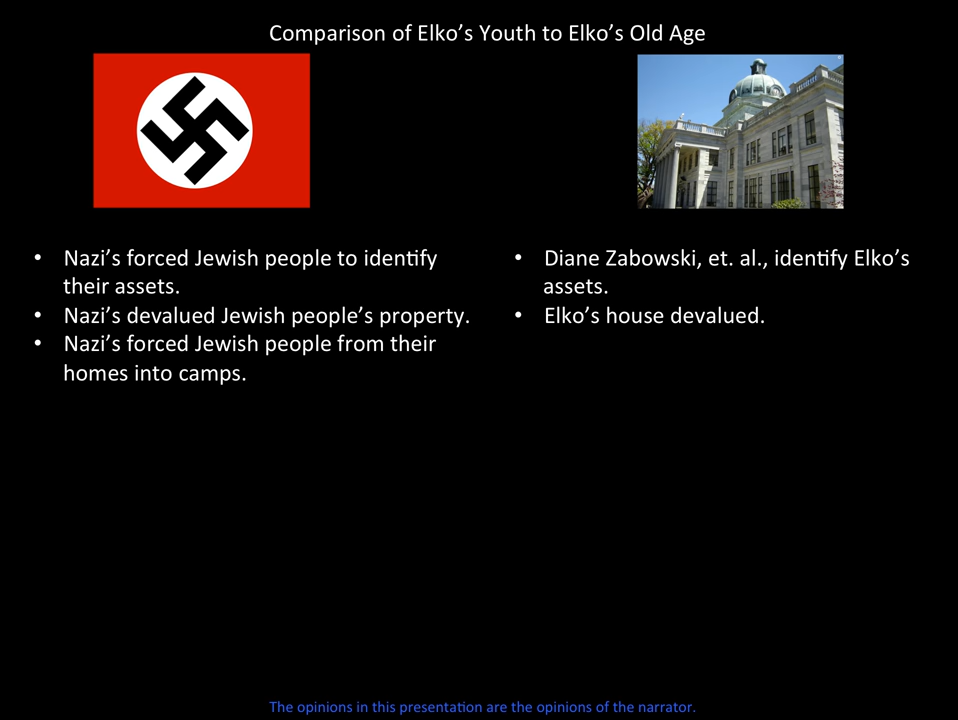 Comparison of Elko's Youth to Elko's Old Age
• Nazi's forced Jewish people to identify
their assets.
• Nazi's devalued Jewish people's property.
• Nazi's forced Jewish people from their
homes into camps.
• Diane Zabowski, et. al., identify Elko's
assets.
• Elko's house devalued.
The opinions in this presentation are the opinions of the narrator.